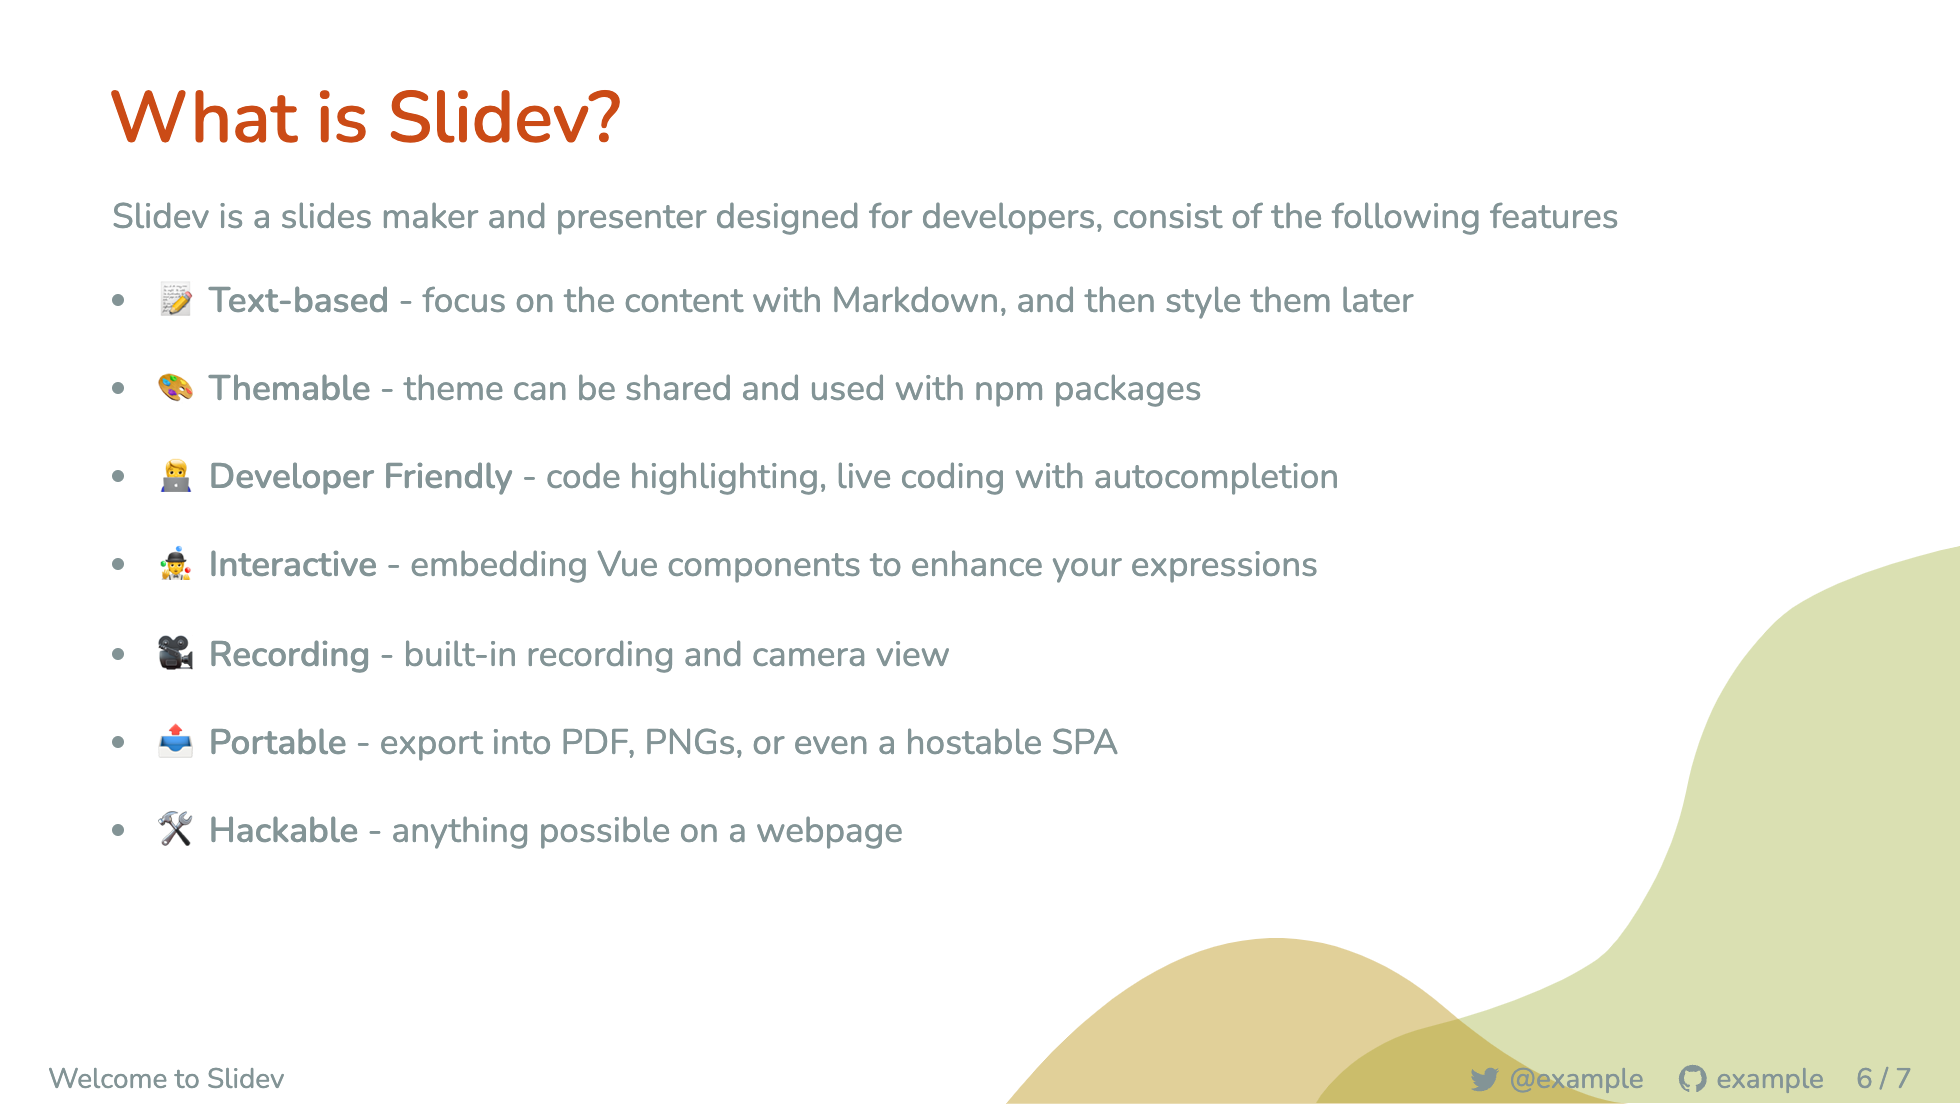 What is Slidev?
Slidev is a slides maker and presenter designed for developers, consist of the following features
• 📝 Text-based - focus on the content with Markdown, and then style them later
• 🎨 Themable - theme can be shared and used with npm packages
• 🧑‍💻 Developer Friendly - code highlighting, live coding with autocompletion
• 🤹 Interactive - embedding Vue components to enhance your expressions
• 🎥 Recording - built-in recording and camera view
• 📤 Portable - export into PDF, PNGs, or even a hostable SPA
• 🛠 Hackable - anything possible on a webpage
Welcome to Slidev
@example example 6 / 7